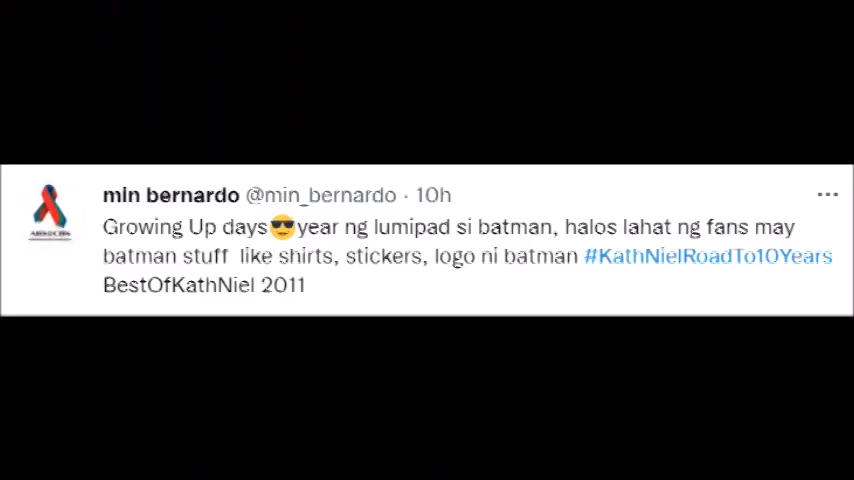 min bernardo @min_bernardo · 10h
Growing Up days😎year ng lumipad si batman, halos lahat ng fans may
batman stuff like shirts, stickers, logo ni batman #KathNielRoadTo10Years
BestOfKathNiel 2011